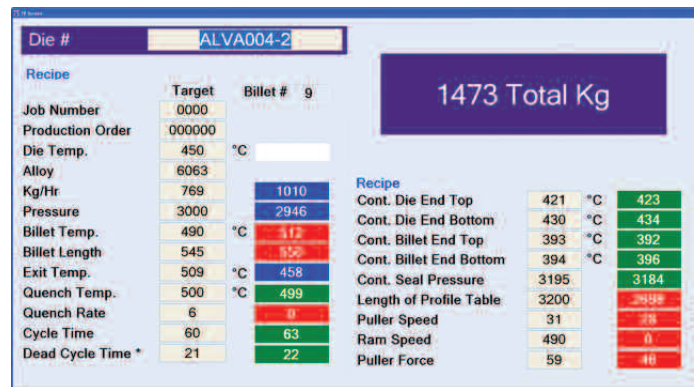 Die # ALVA004-2
1473 Total Kg
Recipe
Target Billet # 9
Job Number 0000
Production Order 000000
Die Temp. 450 °C
Alloy 6063
Kg/Hr 769 1010
Pressure 3000 2946
Billet Temp. 490 °C
Billet Length 545 550
Exit Temp. 509 °C 458
Quench Temp. 500 °C 499
Quench Rate 6 0
Cycle Time 60 63
Dead Cycle Time * 21 22
Recipe
Cont. Die End Top 421 °C 423
Cont. Die End Bottom 430 °C 434
Cont. Billet End Top 393 °C 392
Cont. Billet End Bottom 394 °C 396
Cont. Seal Pressure 3195 3184
Length of Profile Table 3200
Puller Speed 31 28
Ram Speed 490 0
Puller Force 59 46